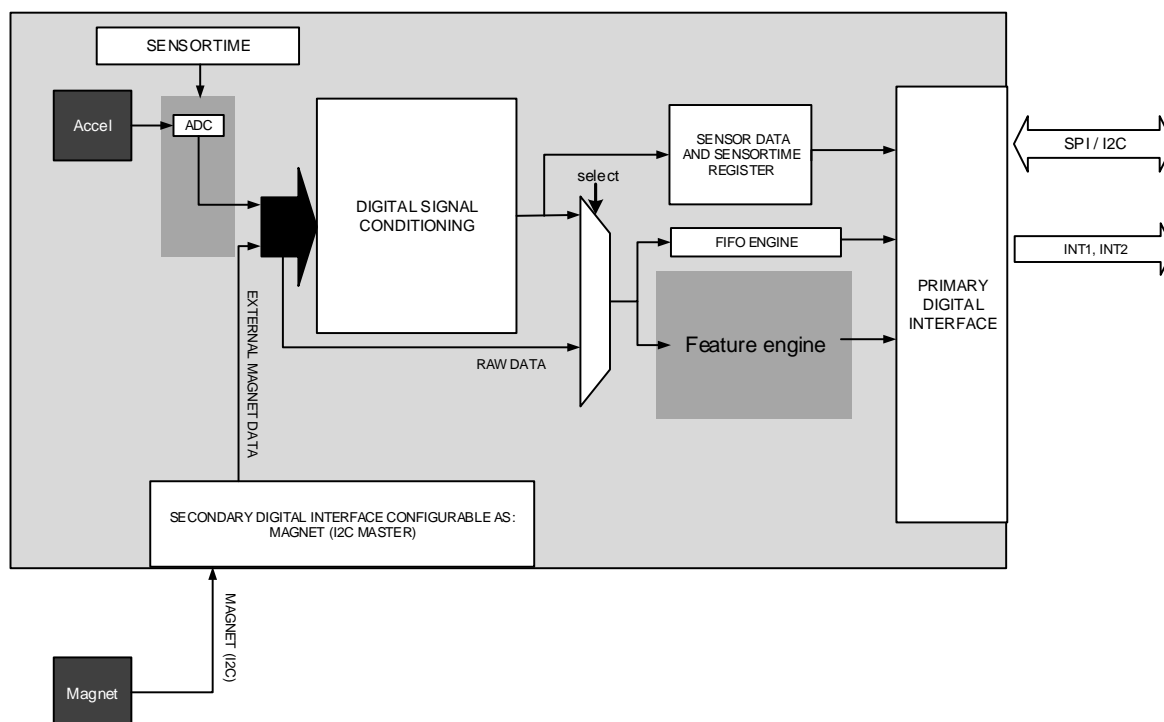 SENSORTIME
Accel
ADC
DIGITAL SIGNAL
CONDITIONING
SENSOR DATA
AND SENSORTIME
REGISTER
select
FIFO ENGINE
Feature engine
RAW DATA
PRIMARY
DIGITAL
INTERFACE
SPI / I2C
INT1, INT2
EXTERNAL MAGNET DATA
SECONDARY DIGITAL INTERFACE CONFIGURABLE AS:
MAGNET (I2C MASTER)
MAGNET (I2C)
Magnet